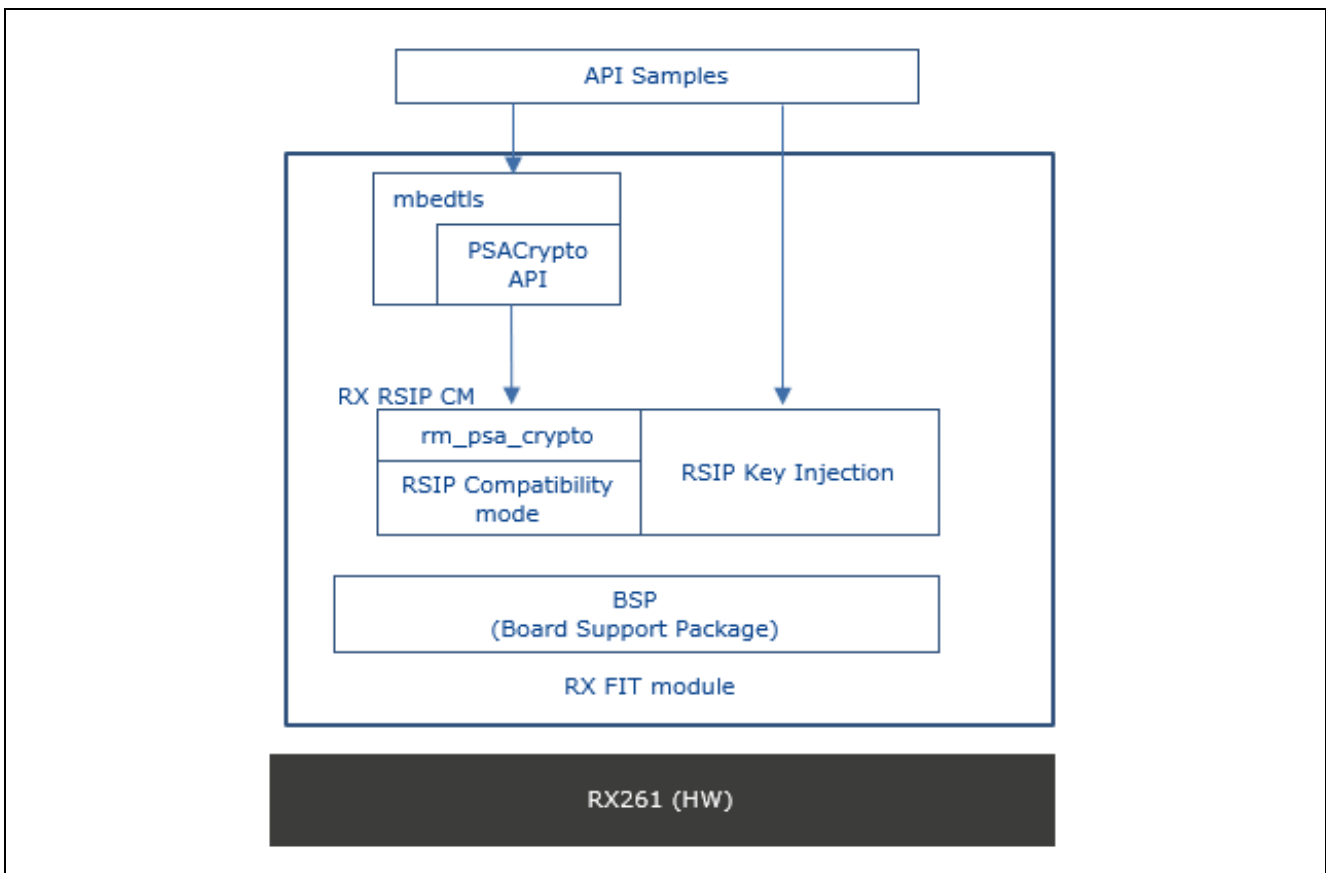 API Samples
mbedtls
PSACrypto
API
RX RSIP CM
rm_psa_crypto
RSIP Compatibility
mode
RSIP Key Injection
BSP
(Board Support Package)
RX FIT module
RX261 (HW)